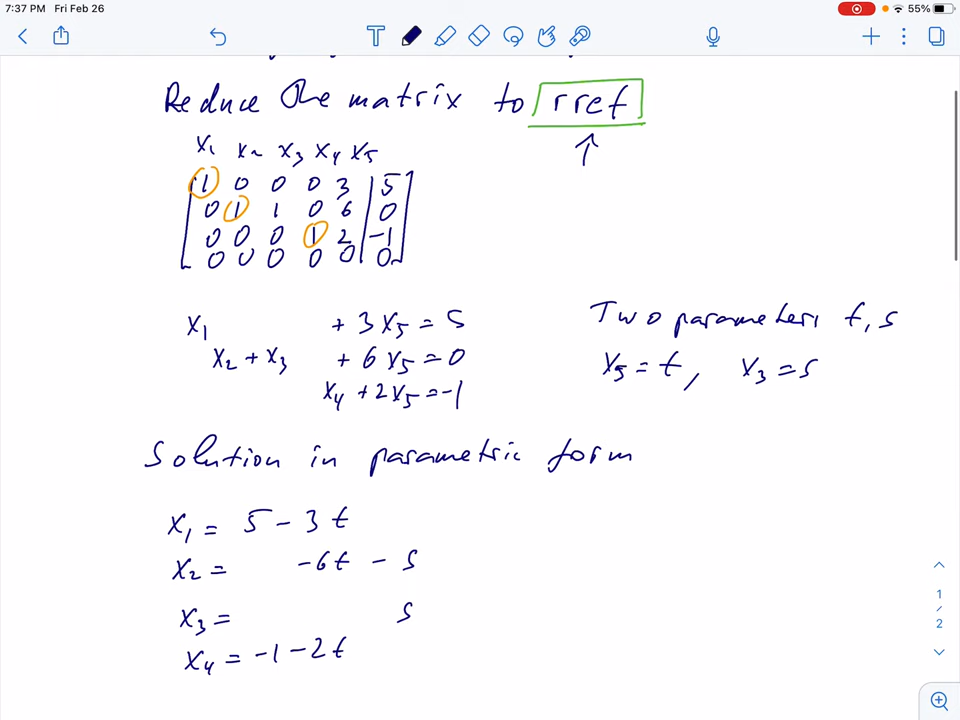 7:37 PM Fri Feb 26 55%
Reduce the matrix to rref
↑
x₁ x₂ x₃ x₄ x₅
1 0 0 0 3 | 5
0 1 1 0 6 | 0
0 0 0 1 2 | -1
0 0 0 0 0 | 0
x₁ + 3x₅ = 5
x₂ + x₃ + 6x₅ = 0
x₄ + 2x₅ = -1
Two parameters t, s
x₅ = t, x₃ = s
Solution in parametric form
x₁ = 5 - 3t
x₂ = -6t - s
x₃ = s
x₄ = -1 - 2t
1
/
2